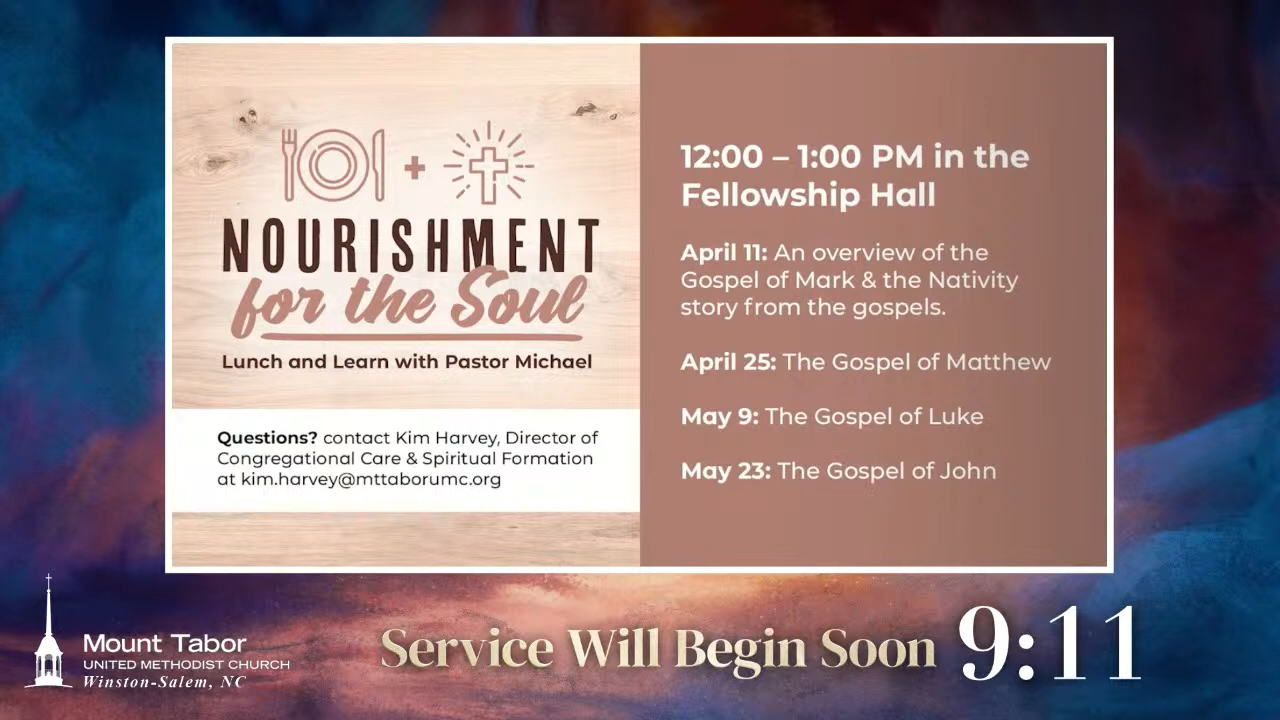 NOURISHMENT
for the Soul
Lunch and Learn with Pastor Michael
Questions? contact Kim Harvey, Director of
Congregational Care & Spiritual Formation
at kim.harvey@mttaborumc.org
12:00 – 1:00 PM in the
Fellowship Hall
April 11: An overview of the
Gospel of Mark & the Nativity
story from the gospels.
April 25: The Gospel of Matthew
May 9: The Gospel of Luke
May 23: The Gospel of John
Mount Tabor
UNITED METHODIST CHURCH
Winston-Salem, NC
Service Will Begin Soon 9:11